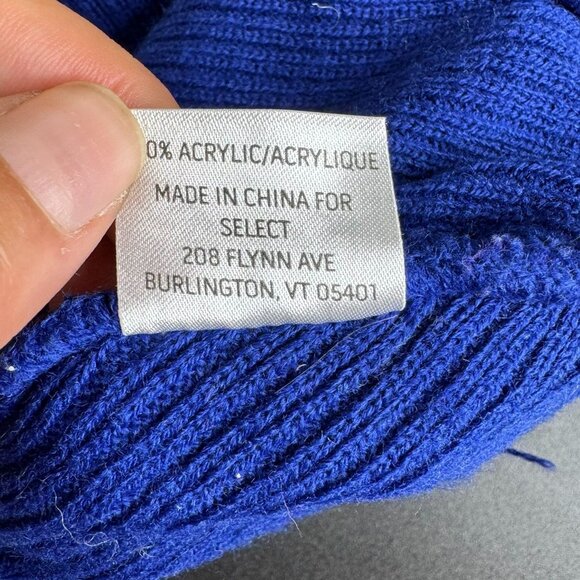 0% ACRYLIC/ACRYLIQUE
MADE IN CHINA FOR
SELECT
208 FLYNN AVE
BURLINGTON, VT 05401